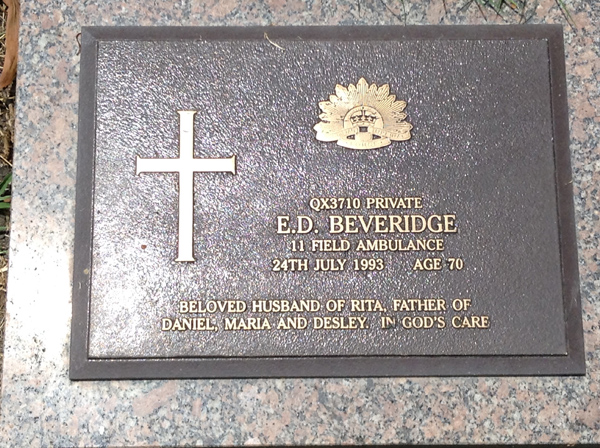 QX3710 PRIVATE
E.D. BEVERIDGE
11 FIELD AMBULANCE
24TH JULY 1993 AGE 70
BELOVED HUSBAND OF RITA, FATHER OF
DANIEL, MARIA AND DESLEY. IN GOD'S CARE